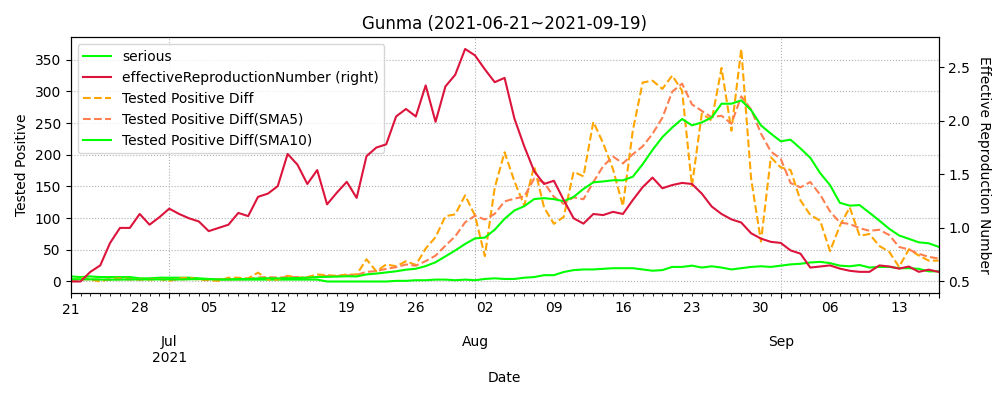 Gunma (2021-06-21~2021-09-19)
serious
effectiveReproductionNumber (right)
Tested Positive Diff
Tested Positive Diff(SMA5)
Tested Positive Diff(SMA10)
Tested Positive
350
300
250
200
150
100
50
0
2.5
2.0
1.5
1.0
0.5
Effective Reproduction Number
21 28 05 12 19 26 02 09 16 23 30 06 13
Jul Aug Sep
2021
Date